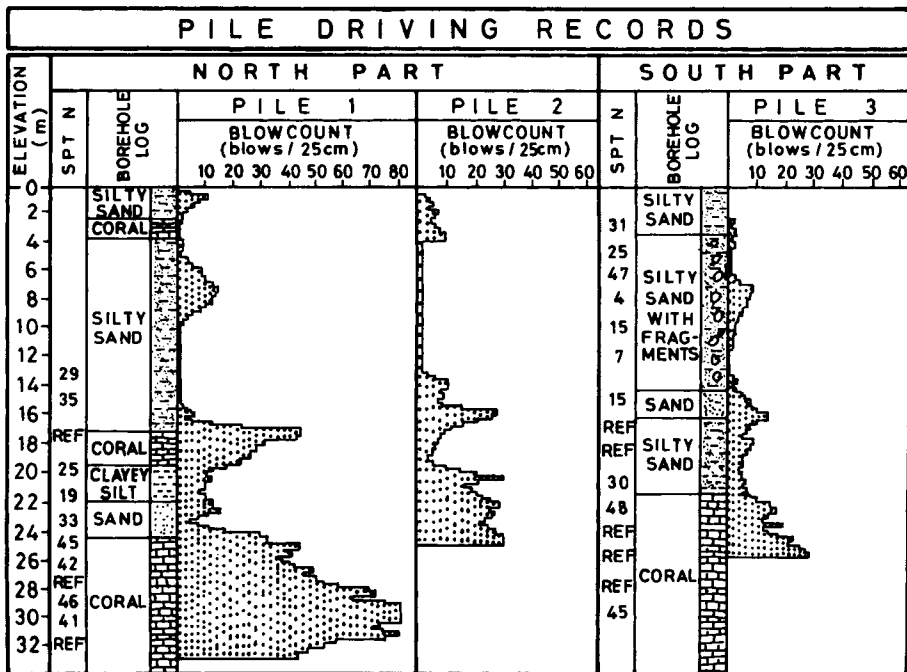 PILE DRIVING RECORDS
NORTH PART
SOUTH PART
ELEVATION (m)
SPT N
BOREHOLE LOG
PILE 1
BLOWCOUNT
(blows / 25cm)
10 20 30 40 50 60 70 80
PILE 2
BLOWCOUNT
(blows / 25cm)
10 20 30 40 50 60
SPT N
BOREHOLE LOG
PILE 3
BLOWCOUNT
(blows / 25cm)
10 20 30 40 50 60
0
2
4
6
8
10
12
14
16
18
20
22
24
26
28
30
32
29
35
REF
25
19
33
45
42
REF
46
41
REF
SILTY
SAND
CORAL
SILTY
SAND
CORAL
CLAYEY
SILT
SAND
CORAL
31
25
47
4
15
7
15
REF
REF
30
48
REF
REF
REF
45
SILTY
SAND
SILTY
SAND
WITH
FRAG-
MENTS
SAND
SILTY
SAND
CORAL